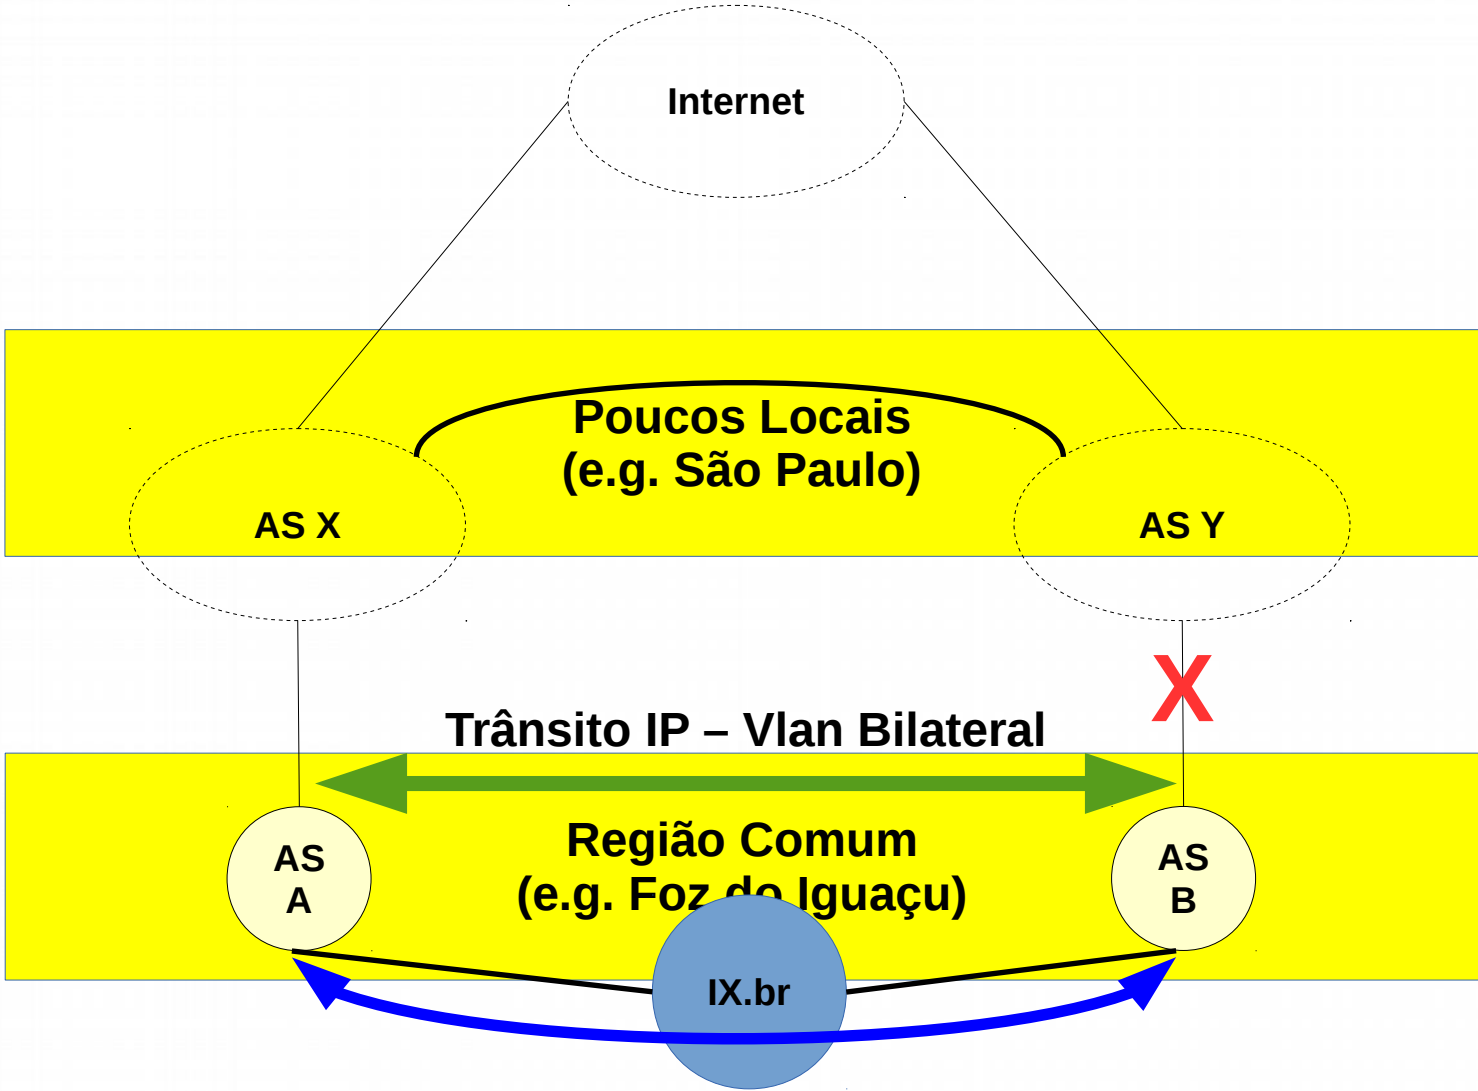 Internet
Poucos Locais
(e.g. São Paulo)
AS X
AS Y
X
Trânsito IP – Vlan Bilateral
Região Comum
(e.g. Foz do Iguaçu)
AS
A
AS
B
IX.br